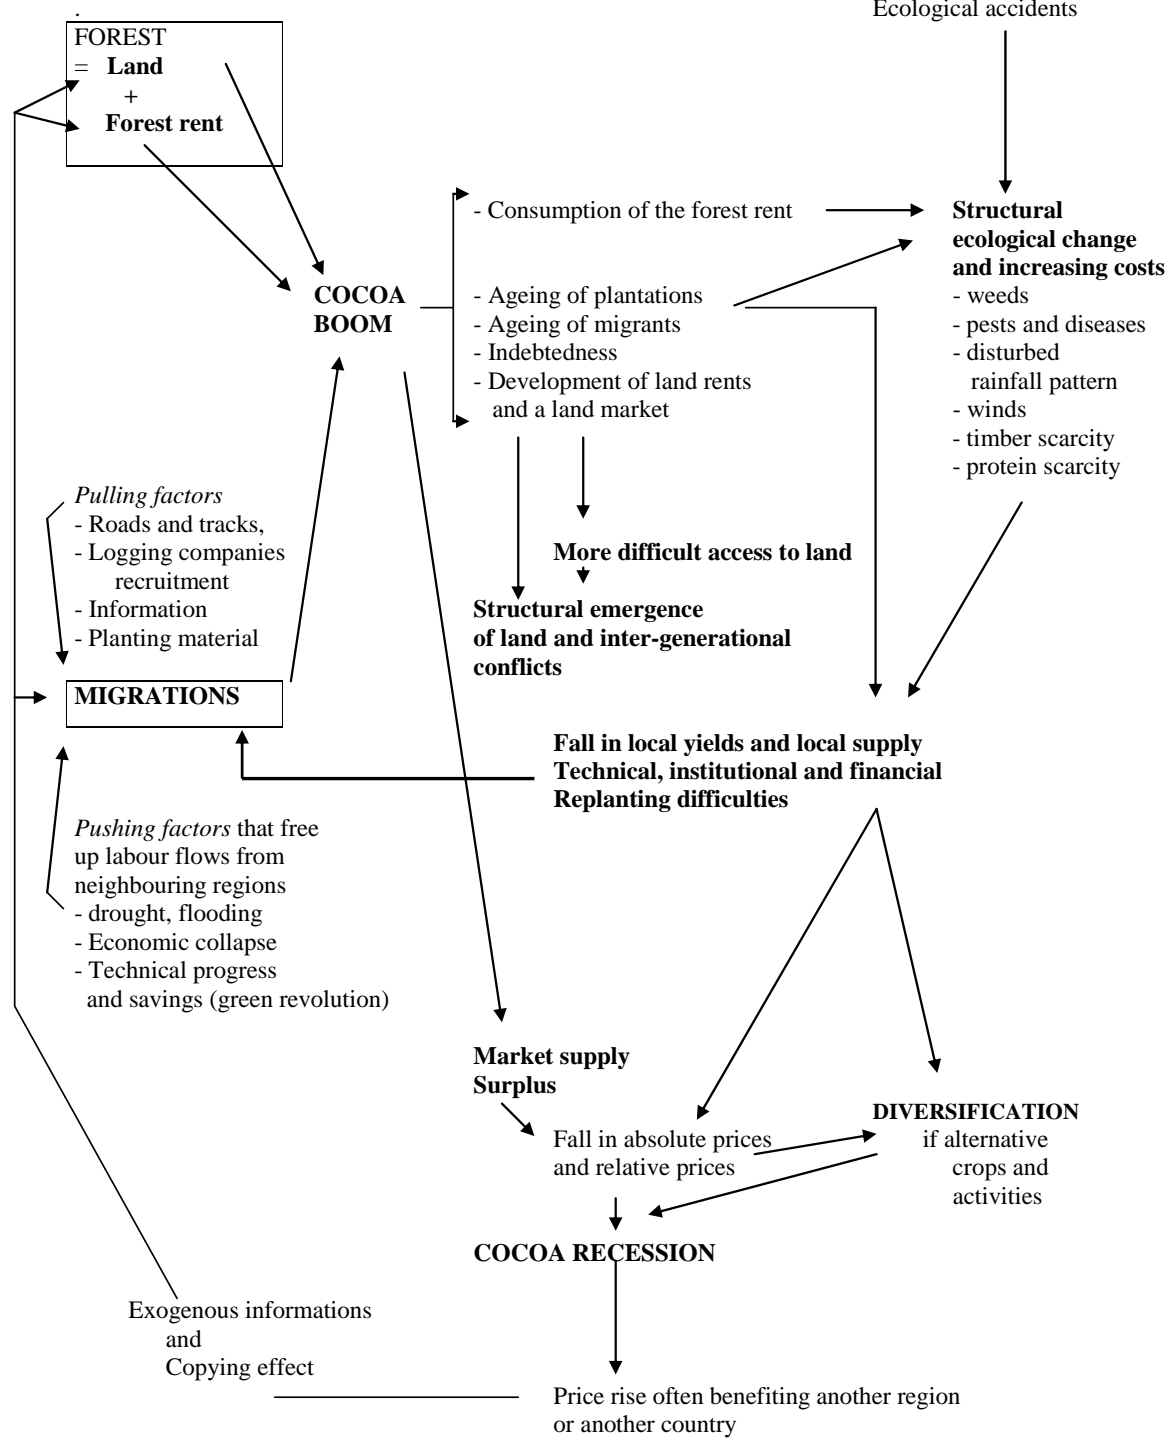 Ecological accidents
.
FOREST
= Land
+
Forest rent
- Consumption of the forest rent
Structural
ecological change
and increasing costs
- weeds
- pests and diseases
- disturbed
rainfall pattern
- winds
- timber scarcity
- protein scarcity
COCOA
BOOM
- Ageing of plantations
- Ageing of migrants
- Indebtedness
- Development of land rents
and a land market
Pulling factors
- Roads and tracks,
- Logging companies
recruitment
- Information
- Planting material
More difficult access to land
Structural emergence
of land and inter-generational
conflicts
MIGRATIONS
Fall in local yields and local supply
Technical, institutional and financial
Replanting difficulties
Pushing factors that free
up labour flows from
neighbouring regions
- drought, flooding
- Economic collapse
- Technical progress
and savings (green revolution)
Market supply
Surplus
Fall in absolute prices
and relative prices
DIVERSIFICATION
if alternative
crops and
activities
COCOA RECESSION
Exogenous informations
and
Copying effect
Price rise often benefiting another region
or another country